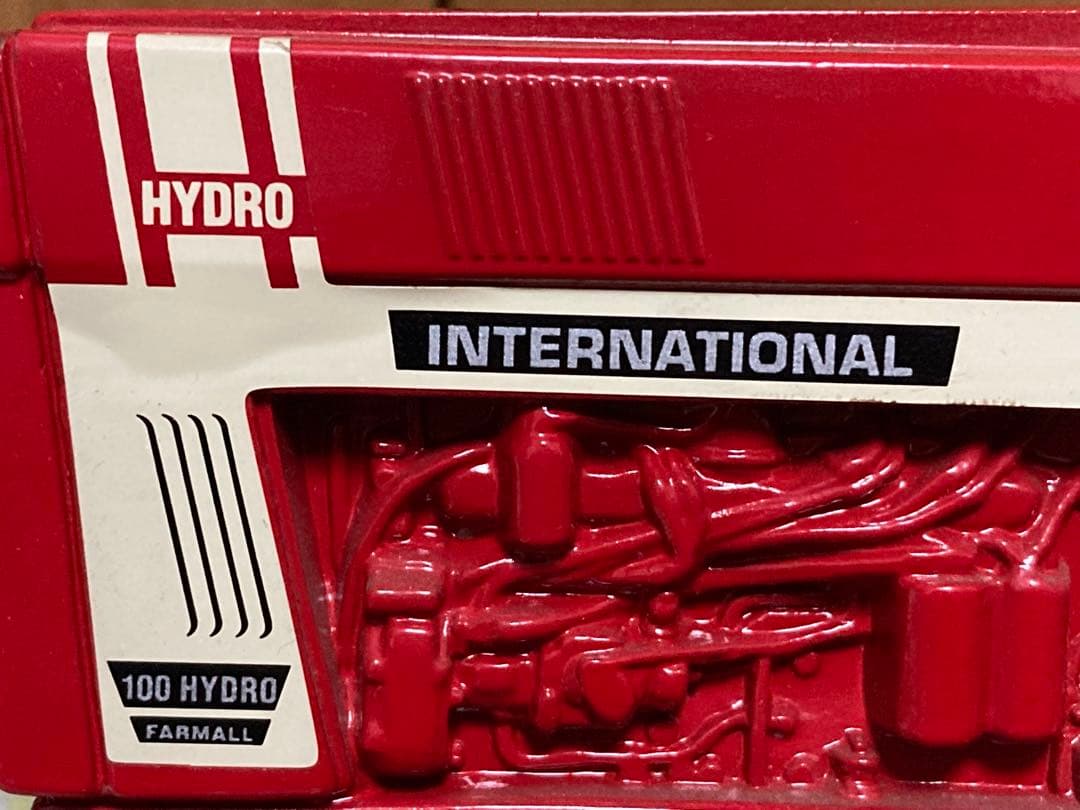 HYDRO
INTERNATIONAL
100 HYDRO
FARMALL